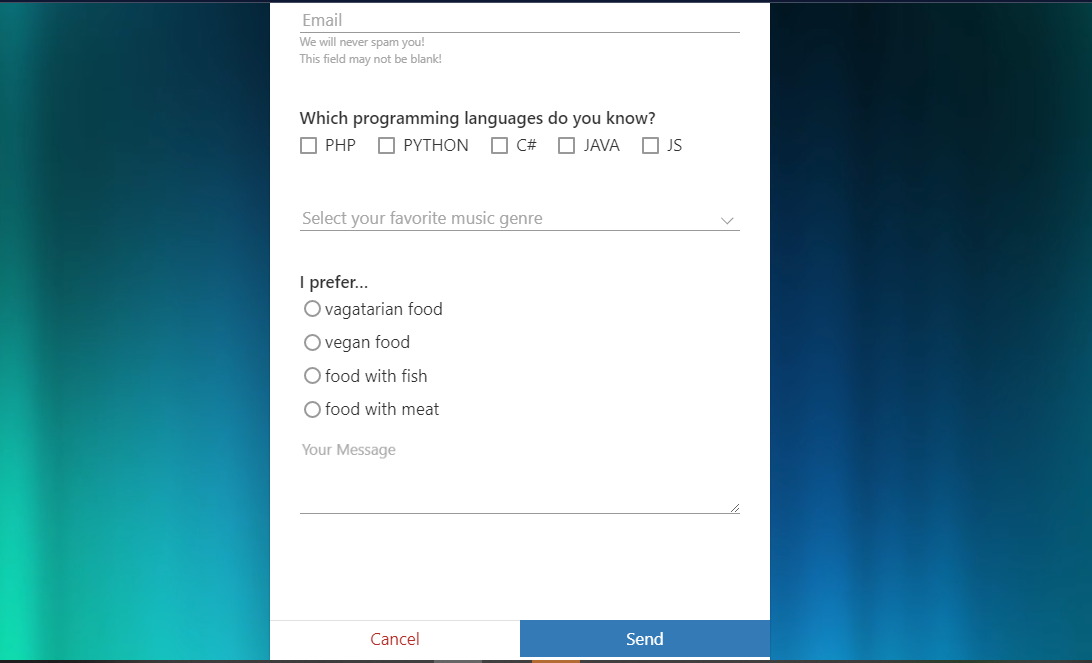 Email
We will never spam you!
This field may not be blank!
Which programming languages do you know?
PHP PYTHON C# JAVA JS
Select your favorite music genre
I prefer...
vagatarian food
vegan food
food with fish
food with meat
Your Message
Cancel Send